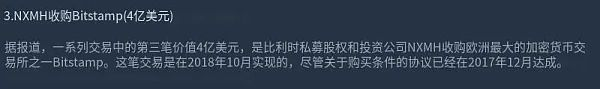 3.NXMH收购Bitstamp(4亿美元)
据报道，一系列交易中的第三笔价值4亿美元，是比利时私募股权和投资公司NXMH收购欧洲最大的加密货币交
易所之一Bitstamp。这笔交易是在2018年10月实现的，尽管关于购买条件的协议已经在2017年12月达成。